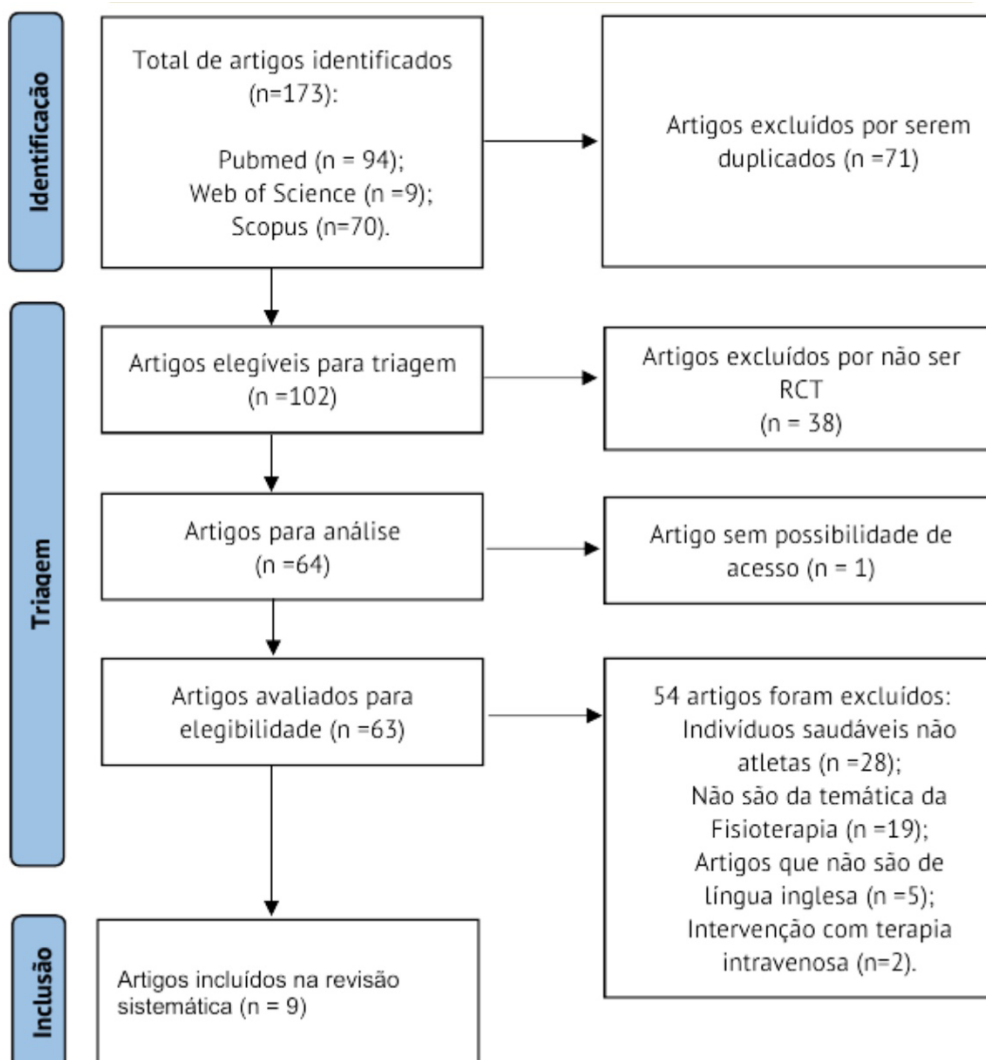 Identificação
Total de artigos identificados
(n=173):
Pubmed (n = 94);
Web of Science (n =9);
Scopus (n=70).
Artigos excluídos por serem
duplicados (n =71)
Triagem
Artigos elegíveis para triagem
(n =102)
Artigos excluídos por não ser
RCT
(n = 38)
Artigos para análise
(n =64)
Artigo sem possibilidade de
acesso (n = 1)
Artigos avaliados para
elegibilidade (n =63)
54 artigos foram excluídos:
Indivíduos saudáveis não
atletas (n =28);
Não são da temática da
Fisioterapia (n =19);
Artigos que não são de
língua inglesa (n =5);
Intervenção com terapia
intravenosa (n=2).
Inclusão
Artigos incluídos na revisão
sistemática (n = 9)